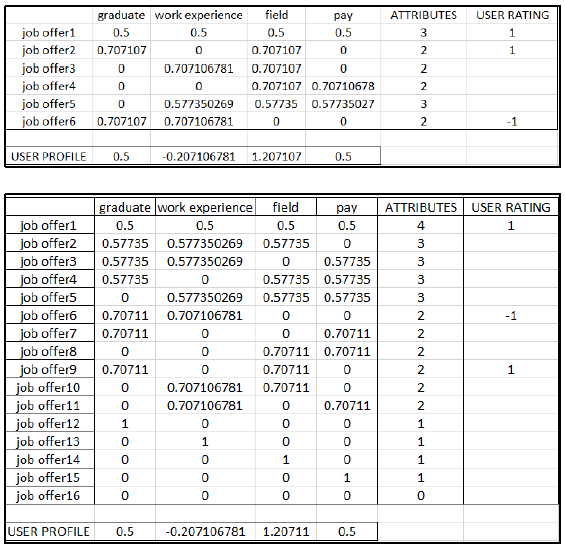 graduate work experience field pay ATTRIBUTES USER RATING
job offer1 0.5 0.5 0.5 0.5 3 1
job offer2 0.707107 0 0.707107 0 2 1
job offer3 0 0.707106781 0.707107 0 2
job offer4 0 0 0.707107 0.70710678 2
job offer5 0 0.577350269 0.57735 0.57735027 3
job offer6 0.707107 0.707106781 0 0 2 -1
USER PROFILE 0.5 -0.207106781 1.207107 0.5
graduate work experience field pay ATTRIBUTES USER RATING
job offer1 0.5 0.5 0.5 0.5 4 1
job offer2 0.57735 0.577350269 0.57735 0 3
job offer3 0.57735 0.577350269 0 0.57735 3
job offer4 0.57735 0 0.57735 0.57735 3
job offer5 0 0.577350269 0.57735 0.57735 3
job offer6 0.70711 0.707106781 0 0 2 -1
job offer7 0.70711 0 0 0.70711 2
job offer8 0 0 0.70711 0.70711 2
job offer9 0.70711 0 0.70711 0 2 1
job offer10 0 0.707106781 0.70711 0 2
job offer11 0 0.707106781 0 0.70711 2
job offer12 1 0 0 0 1
job offer13 0 1 0 0 1
job offer14 0 0 1 0 1
job offer15 0 0 0 1 1
job offer16 0 0 0 0 0
USER PROFILE 0.5 -0.207106781 1.20711 0.5